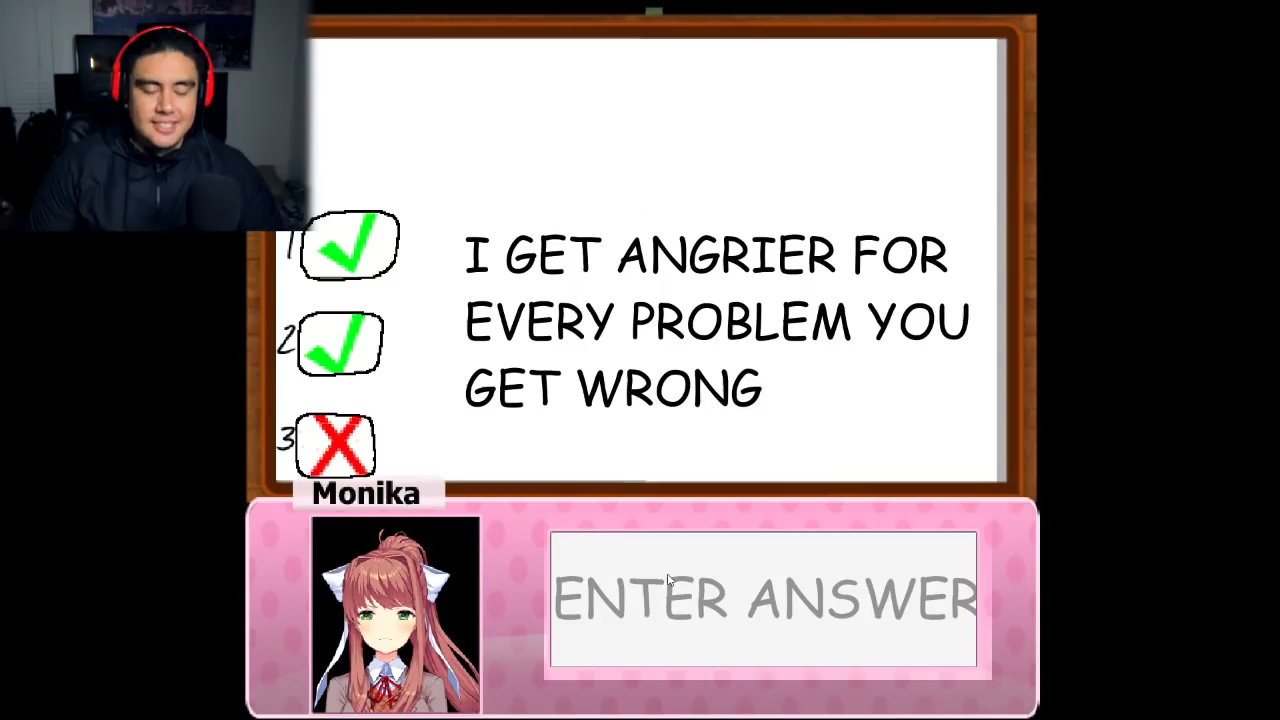 1
I GET ANGRIER FOR
EVERY PROBLEM YOU
GET WRONG
2
3
Monika
ENTER ANSWER